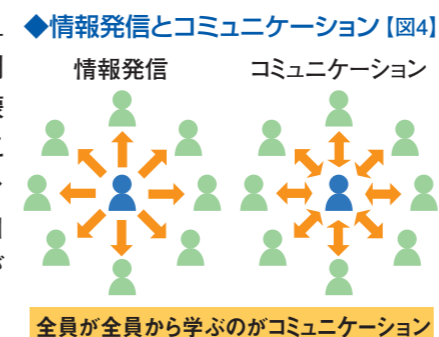 ◆情報発信とコミュニケーション【図4】
情報発信
コミュニケーション
全員が全員から学ぶのがコミュニケーション